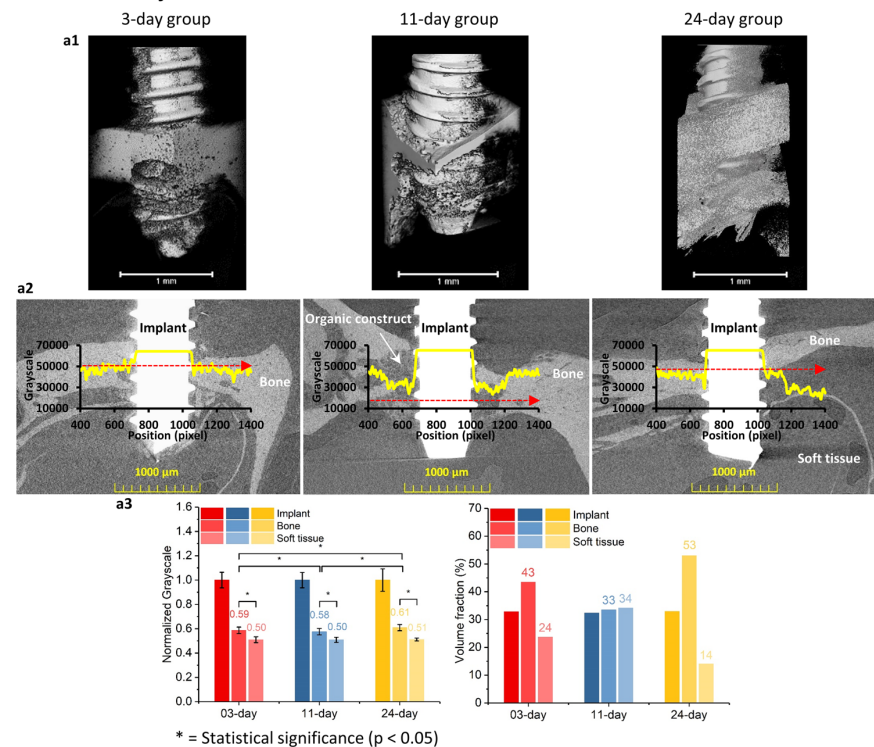 3-day group
11-day group
24-day group
a1
1 mm
1 mm
1 mm
a2
Implant
70000
50000
30000
10000
Grayscale
Bone
400 600 800 1000 1200 1400
Position (pixel)
1000 µm
Organic construct
Implant
70000
50000
30000
10000
Grayscale
Bone
400 600 800 1000 1200 1400
Position (pixel)
1000 µm
Implant
Bone
70000
50000
30000
10000
Grayscale
400 600 800 1000 1200 1400
Position (pixel)
Soft tissue
1000 µm
a3
Normalized Grayscale
1.6
1.4
1.2
1.0
0.8
0.6
0.4
0.2
0.0
Implant
Bone
Soft tissue
*
* *
* * *
0.59 0.50
0.58 0.50
0.61 0.51
03-day 11-day 24-day
Volume fraction (%)
70
60
50
40
30
20
10
0
Implant
Bone
Soft tissue
43 24
33 34
53 14
03-day 11-day 24-day
* = Statistical significance (p < 0.05)